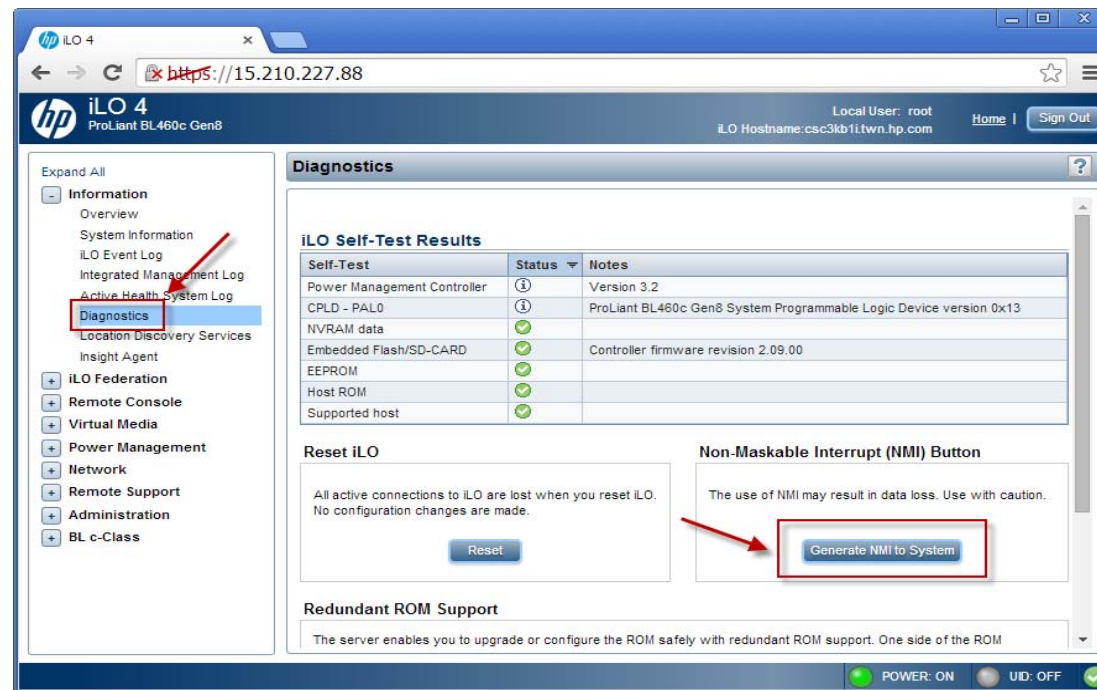 iLO 4
https://15.210.227.88
hp
iLO 4
ProLiant BL460c Gen8
Local User: root
iLO Hostname:csc3kb1i.twn.hp.com
Home | Sign Out
Expand All
Information
Overview
System Information
iLO Event Log
Integrated Management Log
Active Health System Log
Diagnostics
Location Discovery Services
Insight Agent
iLO Federation
Remote Console
Virtual Media
Power Management
Network
Remote Support
Administration
BL c-Class
Diagnostics
?
iLO Self-Test Results
Self-Test Status Notes
Power Management Controller Version 3.2
CPLD - PAL0 ProLiant BL460c Gen8 System Programmable Logic Device version 0x13
NVRAM data
Embedded Flash/SD-CARD Controller firmware revision 2.09.00
EEPROM
Host ROM
Supported host
Reset iLO
All active connections to iLO are lost when you reset iLO.
No configuration changes are made.
Reset
Non-Maskable Interrupt (NMI) Button
The use of NMI may result in data loss. Use with caution.
Generate NMI to System
Redundant ROM Support
The server enables you to upgrade or configure the ROM safely with redundant ROM support. One side of the ROM
POWER: ON UID: OFF